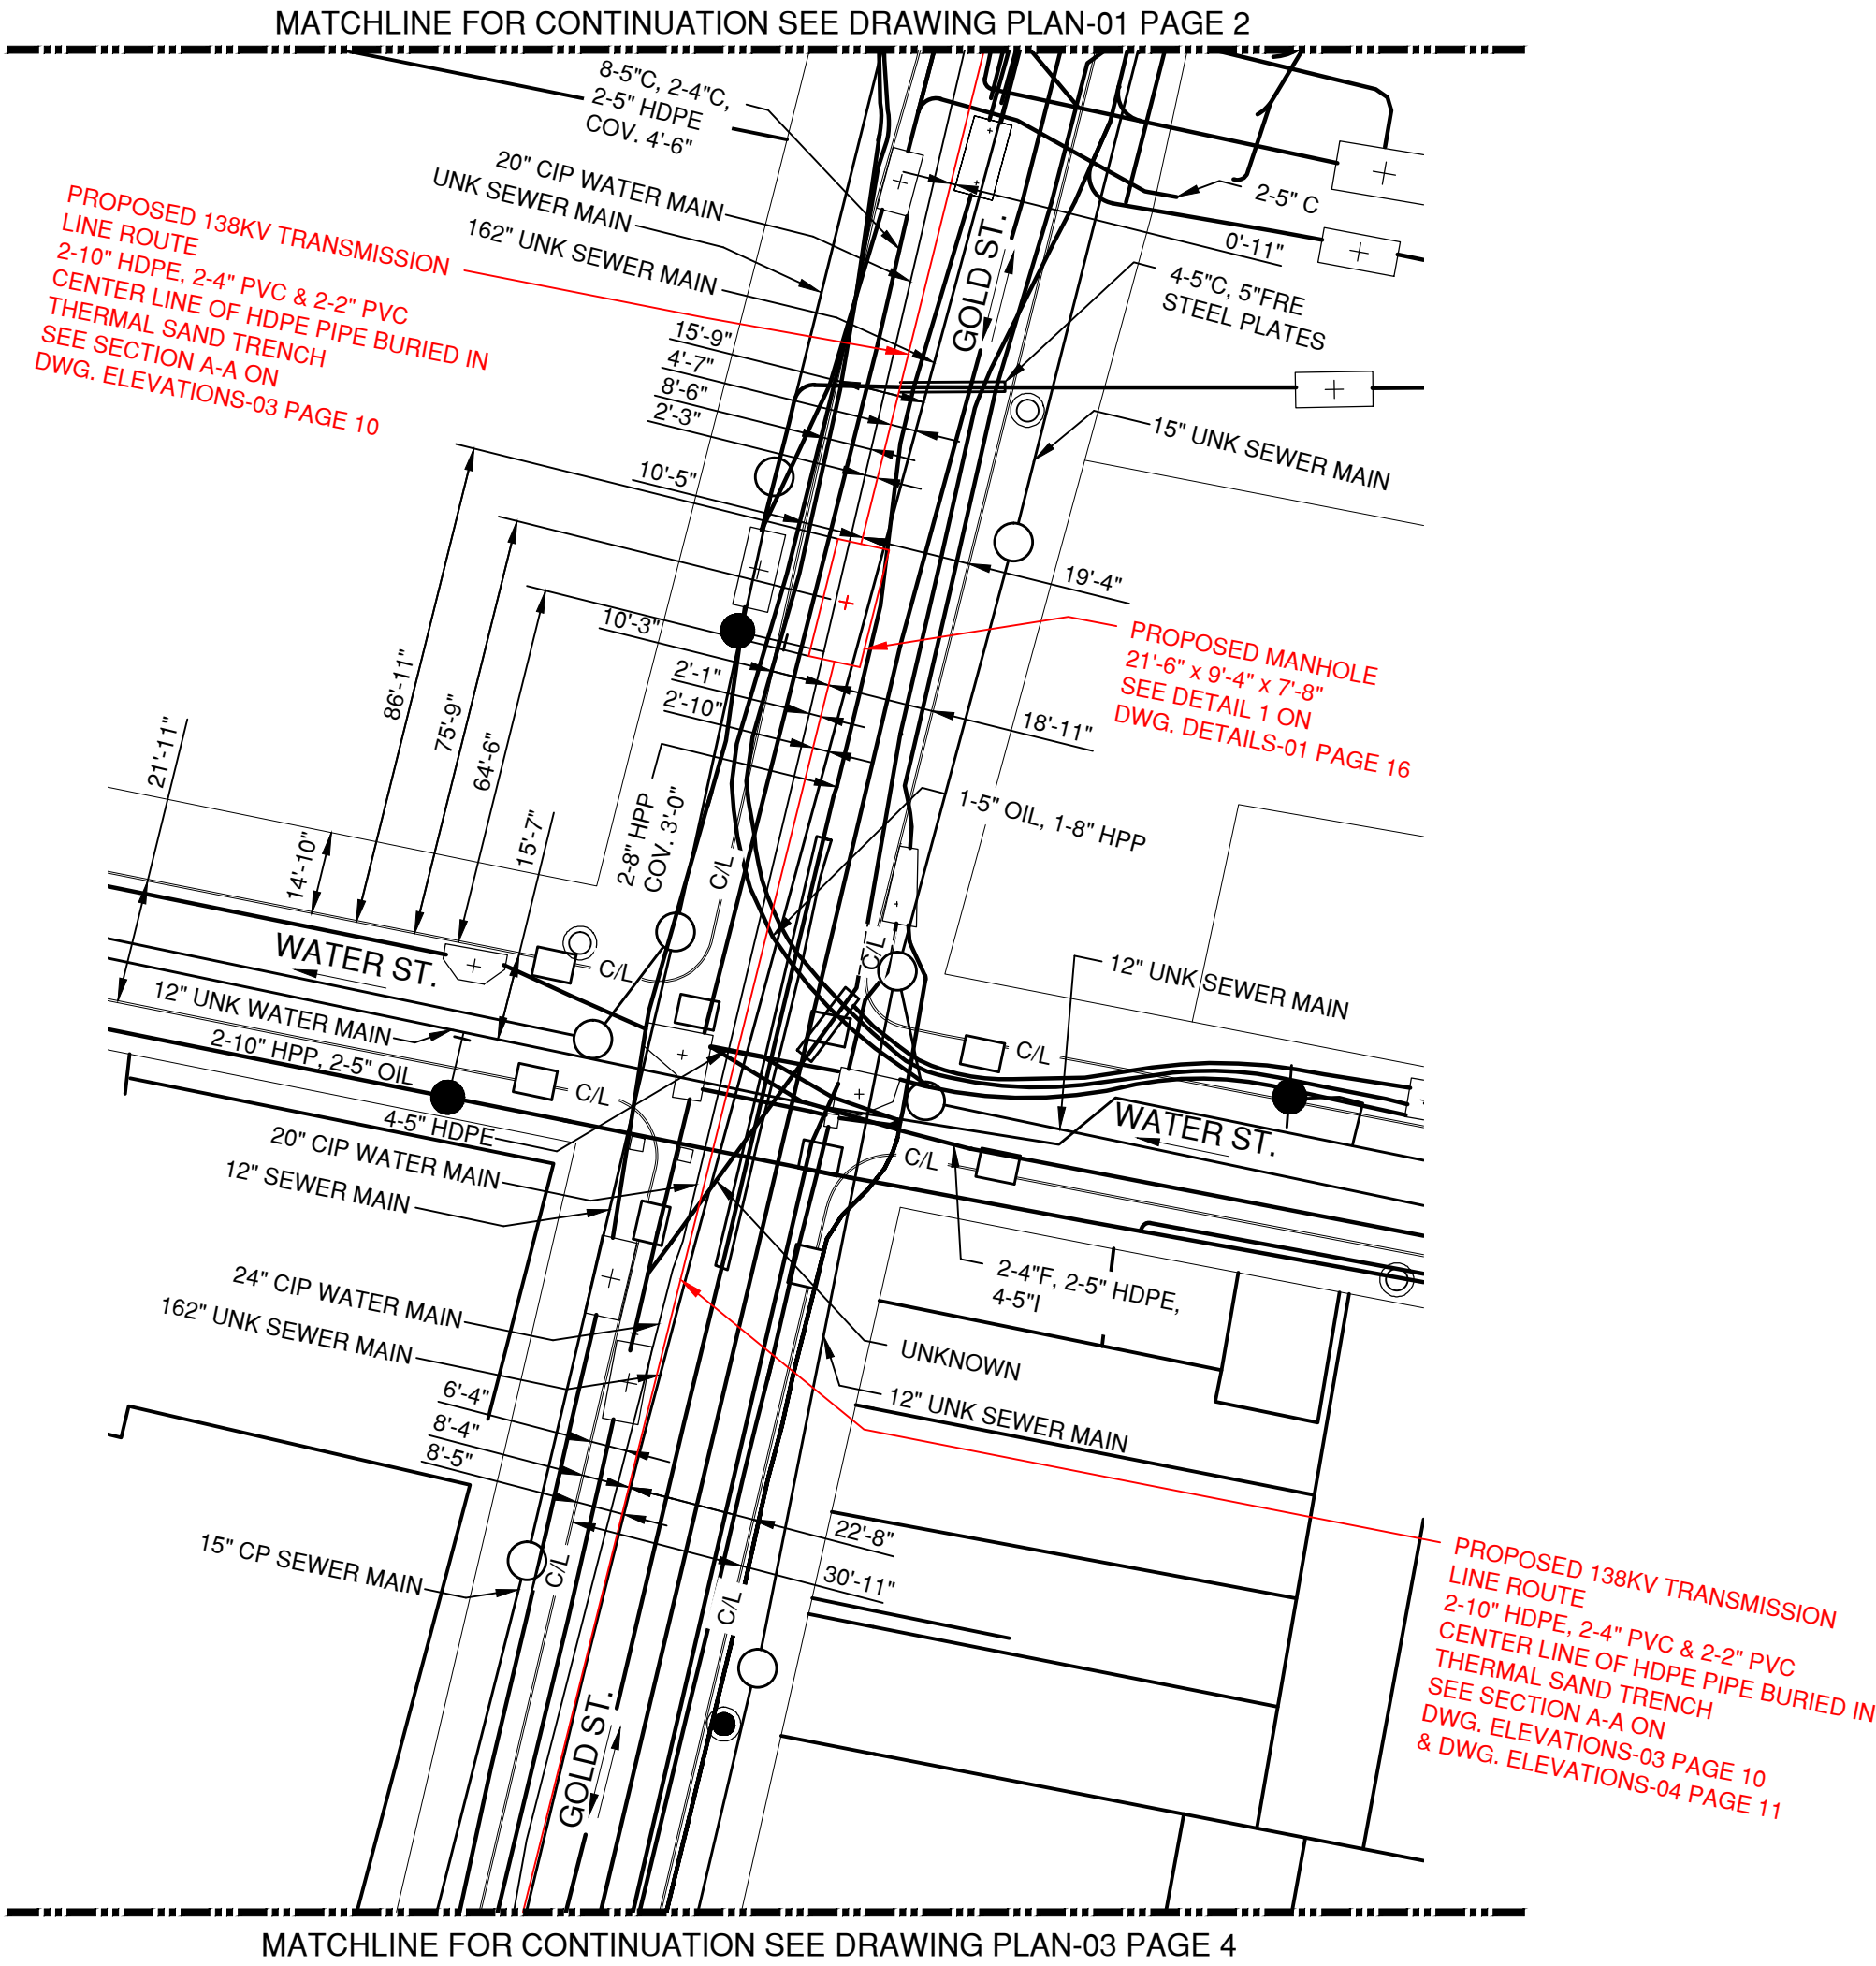 MATCHLINE FOR CONTINUATION SEE DRAWING PLAN-01 PAGE 2
8-5"C, 2-4"C,
2-5" HDPE
COV. 4'-6"
20" CIP WATER MAIN
UNK SEWER MAIN
162" UNK SEWER MAIN
PROPOSED 138KV TRANSMISSION
LINE ROUTE
2-10" HDPE, 2-4" PVC & 2-2" PVC
CENTER LINE OF HDPE PIPE BURIED IN
THERMAL SAND TRENCH
SEE SECTION A-A ON
DWG. ELEVATIONS-03 PAGE 10
2-5" C
0'-11"
GOLD ST.
4-5"C, 5"FRE
STEEL PLATES
15'-9"
4'-7"
8'-6"
2'-3"
10'-5"
15" UNK SEWER MAIN
19'-4"
10'-3"
PROPOSED MANHOLE
21'-6" x 9'-4" x 7'-8"
SEE DETAIL 1 ON
DWG. DETAILS-01 PAGE 16
2'-1"
2'-10"
18'-11"
86'-11"
75'-9"
64'-6"
21'-11"
14'-10"
15'-7"
2-8" HPP
COV. 3'-0"
C/L
1-5" OIL, 1-8" HPP
WATER ST.
C/L
C/L
12" UNK SEWER MAIN
12" UNK WATER MAIN
2-10" HPP, 2-5" OIL
C/L
C/L
4-5" HDPE
WATER ST.
20" CIP WATER MAIN
12" SEWER MAIN
C/L
2-4"F, 2-5" HDPE,
4-5"I
24" CIP WATER MAIN
162" UNK SEWER MAIN
UNKNOWN
12" UNK SEWER MAIN
6'-4"
8'-4"
8'-5"
22'-8"
30'-11"
15" CP SEWER MAIN
C/L
C/L
PROPOSED 138KV TRANSMISSION
LINE ROUTE
2-10" HDPE, 2-4" PVC & 2-2" PVC
CENTER LINE OF HDPE PIPE BURIED IN
THERMAL SAND TRENCH
SEE SECTION A-A ON
DWG. ELEVATIONS-03 PAGE 10
& DWG. ELEVATIONS-04 PAGE 11
GOLD ST.
MATCHLINE FOR CONTINUATION SEE DRAWING PLAN-03 PAGE 4